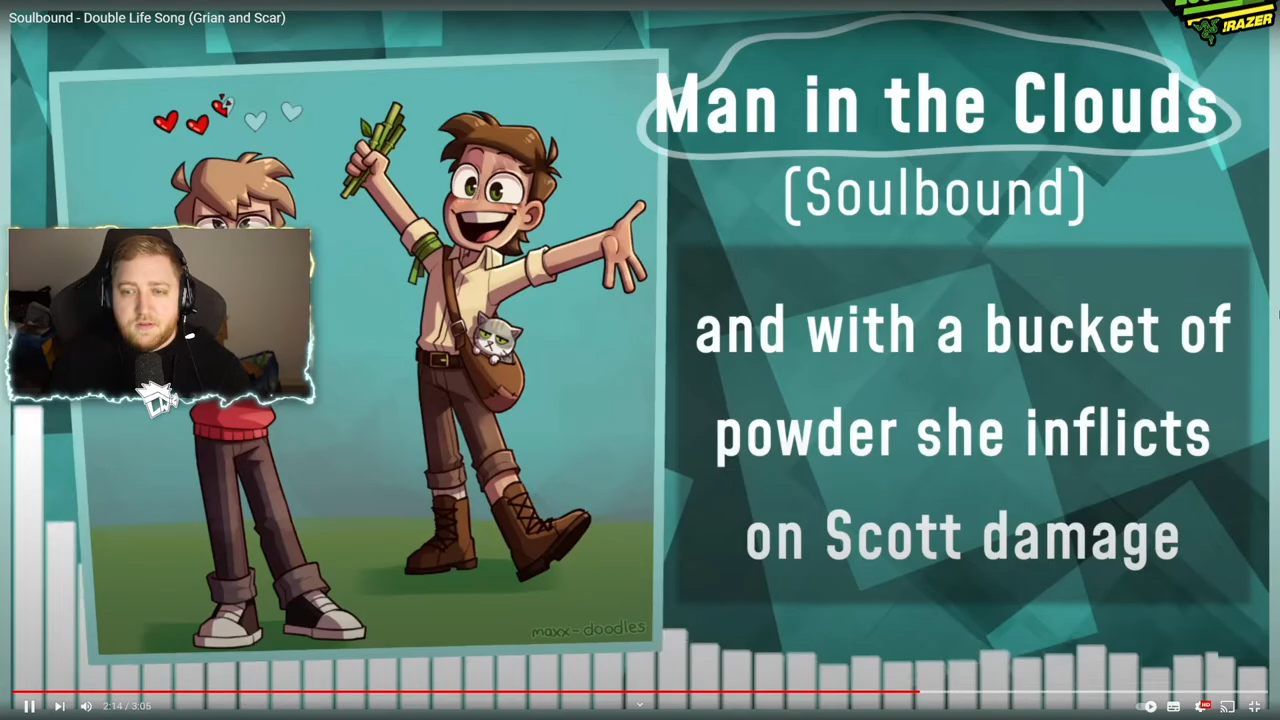 Soulbound - Double Life Song (Grian and Scar)
RAZER
Man in the Clouds
(Soulbound)
and with a bucket of
powder she inflicts
on Scott damage
maxx-doodles
2:14 / 3:05
HD